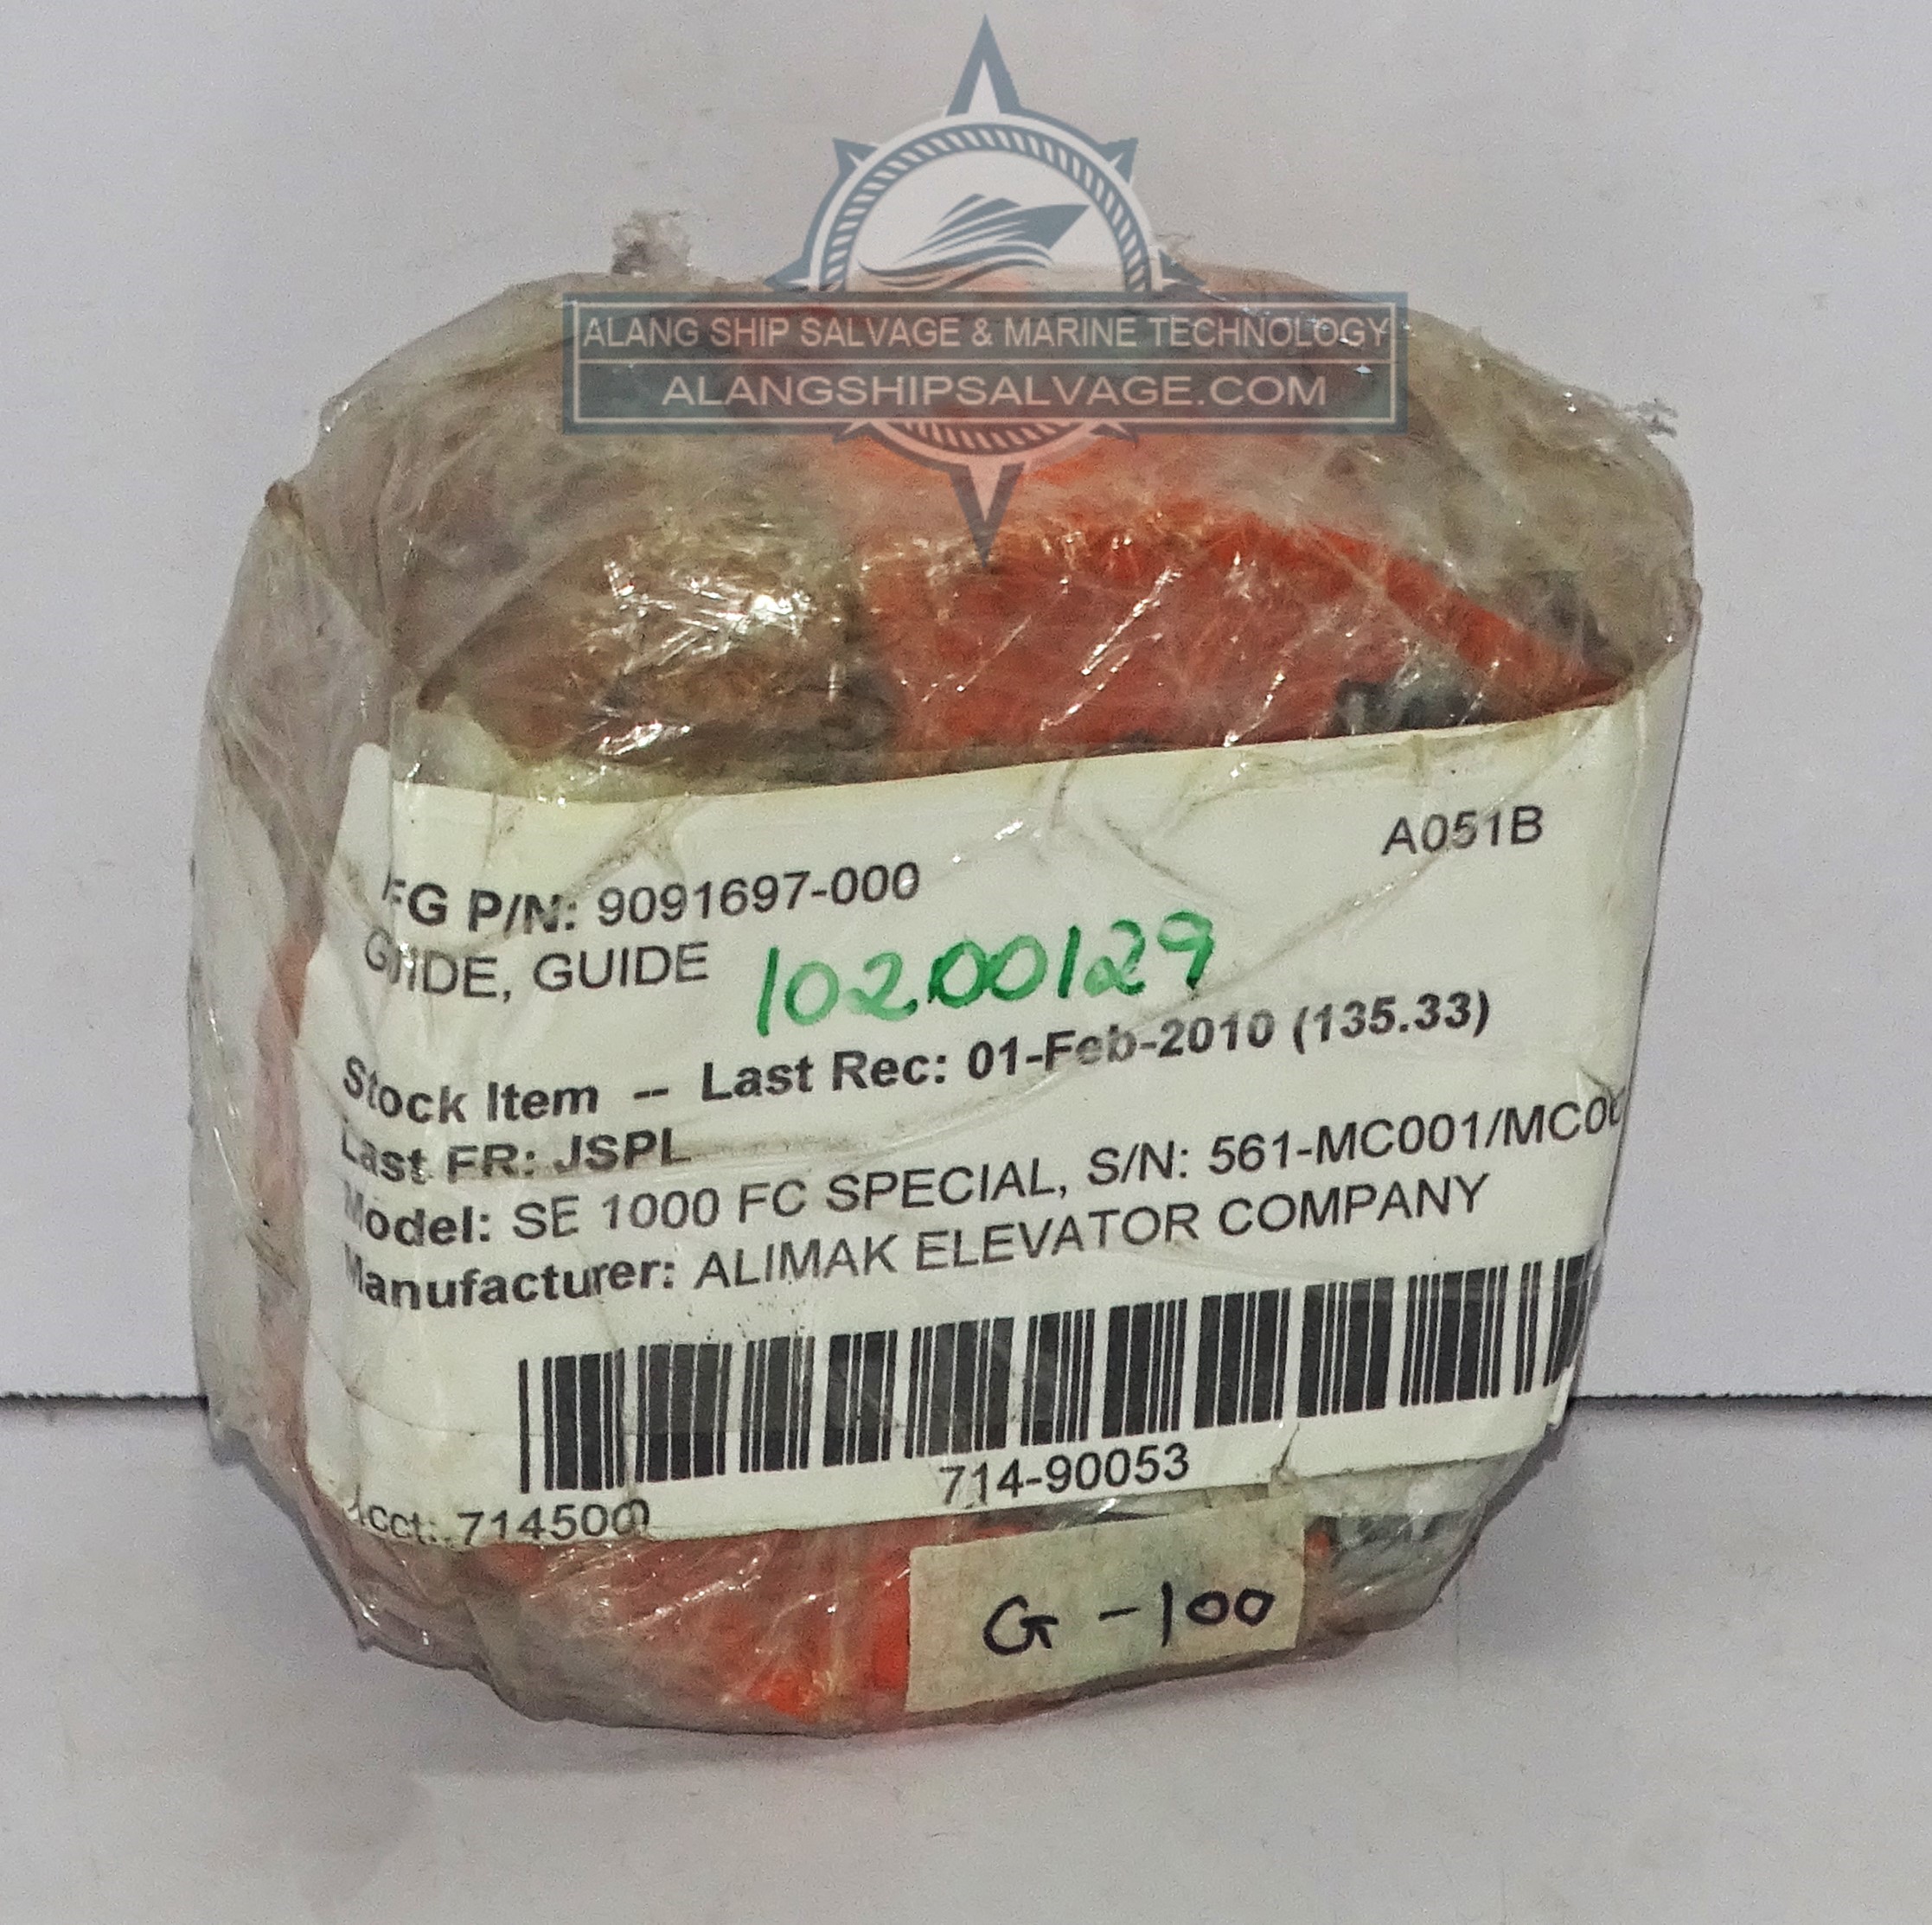 ALANG SHIP SALVAGE & MARINE TECHNOLOGY
ALANGSHIPSALVAGE.COM
A051B
FG P/N: 9091697-000
GUIDE, GUIDE
10200129
Stock Item -- Last Rec: 01-Feb-2010 (135.33)
Last FR: JSPL
Model: SE 1000 FC SPECIAL, S/N: 561-MC001/MC00
Manufacturer: ALIMAK ELEVATOR COMPANY
714-90053
Acct: 714500
G-100